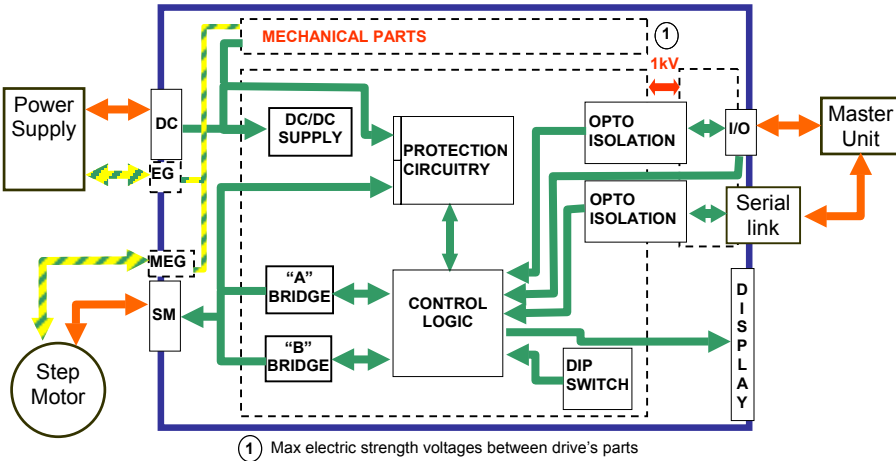 MECHANICAL PARTS
1
1kV
Power
Supply
DC
DC/DC
SUPPLY
PROTECTION
CIRCUITRY
OPTO
ISOLATION
I/O
Master
Unit
EG
OPTO
ISOLATION
Serial
link
MEG
"A"
BRIDGE
CONTROL
LOGIC
SM
"B"
BRIDGE
DIP
SWITCH
DISPLAY
Step
Motor
1 Max electric strength voltages between drive's parts